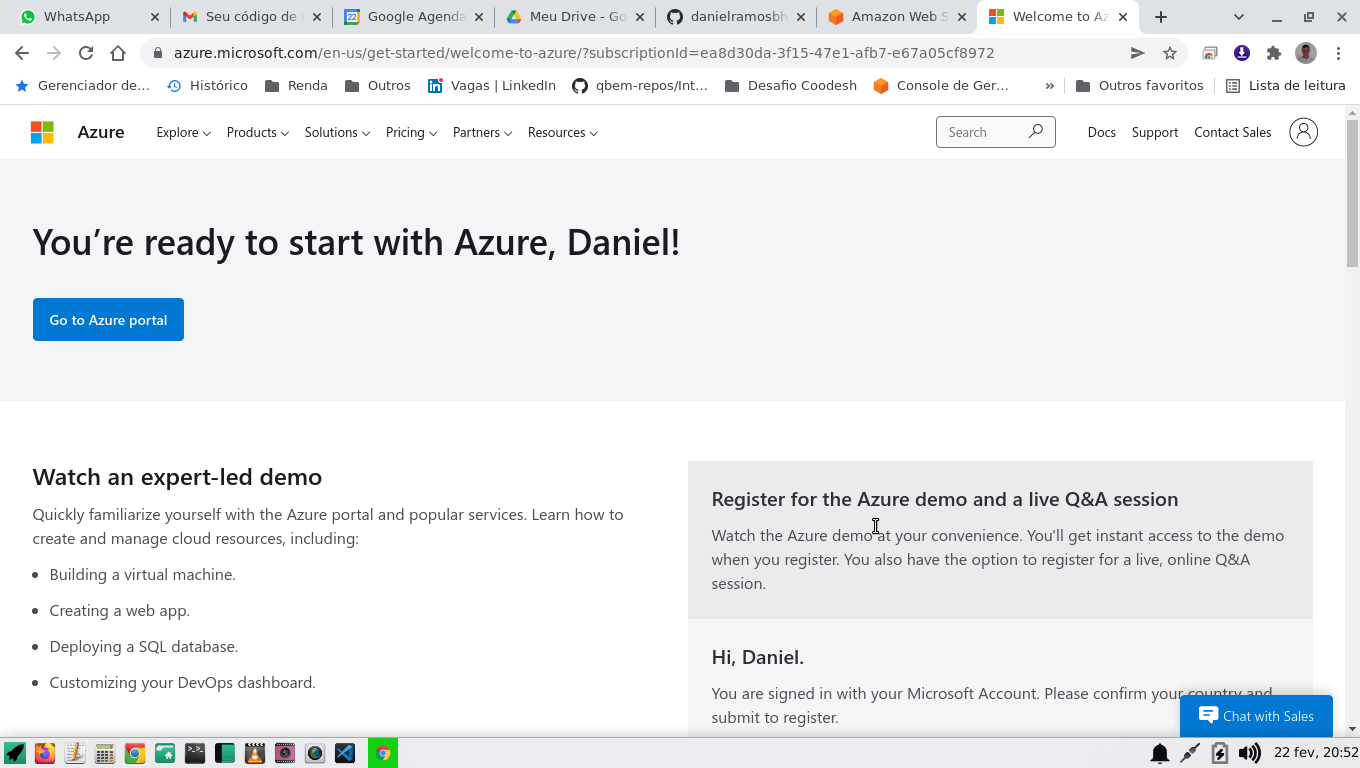 WhatsApp
Seu código de
Google Agenda
Meu Drive - Go
danielramosbh
Amazon Web S
Welcome to Az
azure.microsoft.com/en-us/get-started/welcome-to-azure/?subscriptionId=ea8d30da-3f15-47e1-afb7-e67a05cf8972
Gerenciador de...
Histórico
Renda
Outros
Vagas | LinkedIn
qbem-repos/Int...
Desafio Coodesh
Console de Ger...
»
Outros favoritos
Lista de leitura
Azure
Explore
Products
Solutions
Pricing
Partners
Resources
Search
Docs
Support
Contact Sales
You’re ready to start with Azure, Daniel!
Go to Azure portal
Watch an expert-led demo
Quickly familiarize yourself with the Azure portal and popular services. Learn how to
create and manage cloud resources, including:
• Building a virtual machine.
• Creating a web app.
• Deploying a SQL database.
• Customizing your DevOps dashboard.
Register for the Azure demo and a live Q&A session
Watch the Azure demo at your convenience. You'll get instant access to the demo
when you register. You also have the option to register for a live, online Q&A
session.
Hi, Daniel.
You are signed in with your Microsoft Account. Please confirm your country and
submit to register.
Chat with Sales
22 fev, 20:52